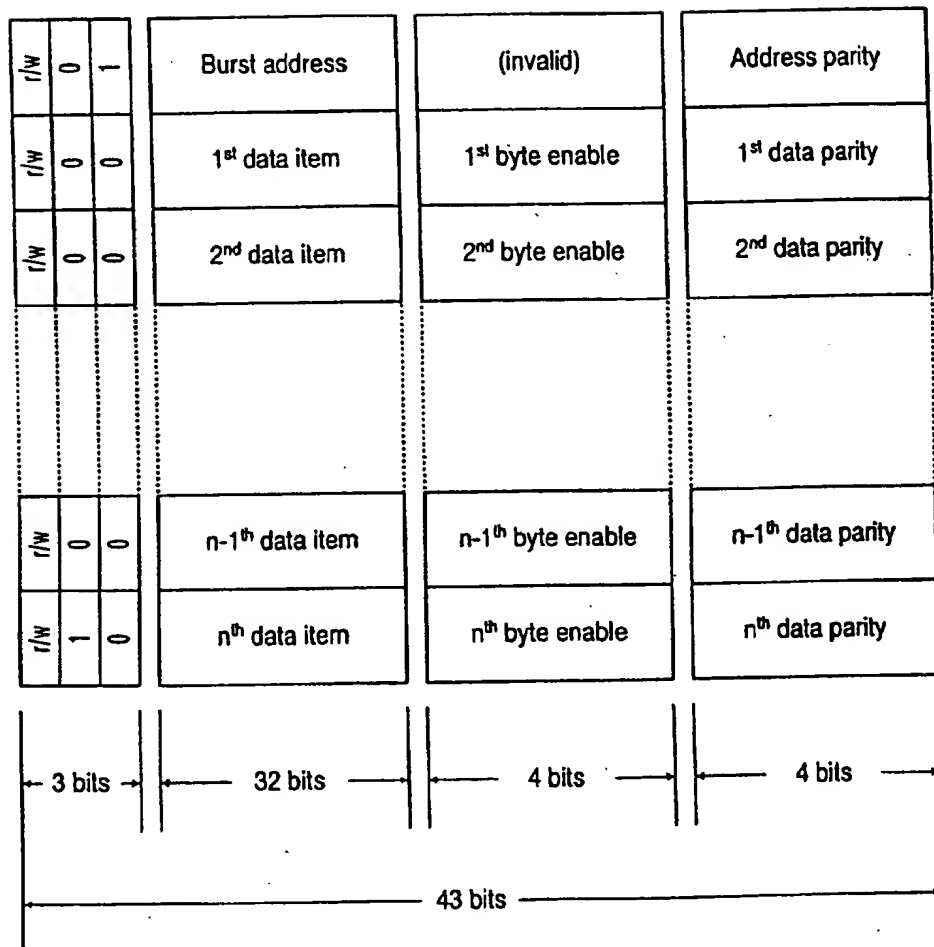 r/w 0 1 Burst address (invalid) Address parity
r/w 0 0 1st data item 1st byte enable 1st data parity
r/w 0 0 2nd data item 2nd byte enable 2nd data parity
r/w 0 0 n-1th data item n-1th byte enable n-1th data parity
r/w 1 0 nth data item nth byte enable nth data parity
3 bits 32 bits 4 bits 4 bits
43 bits